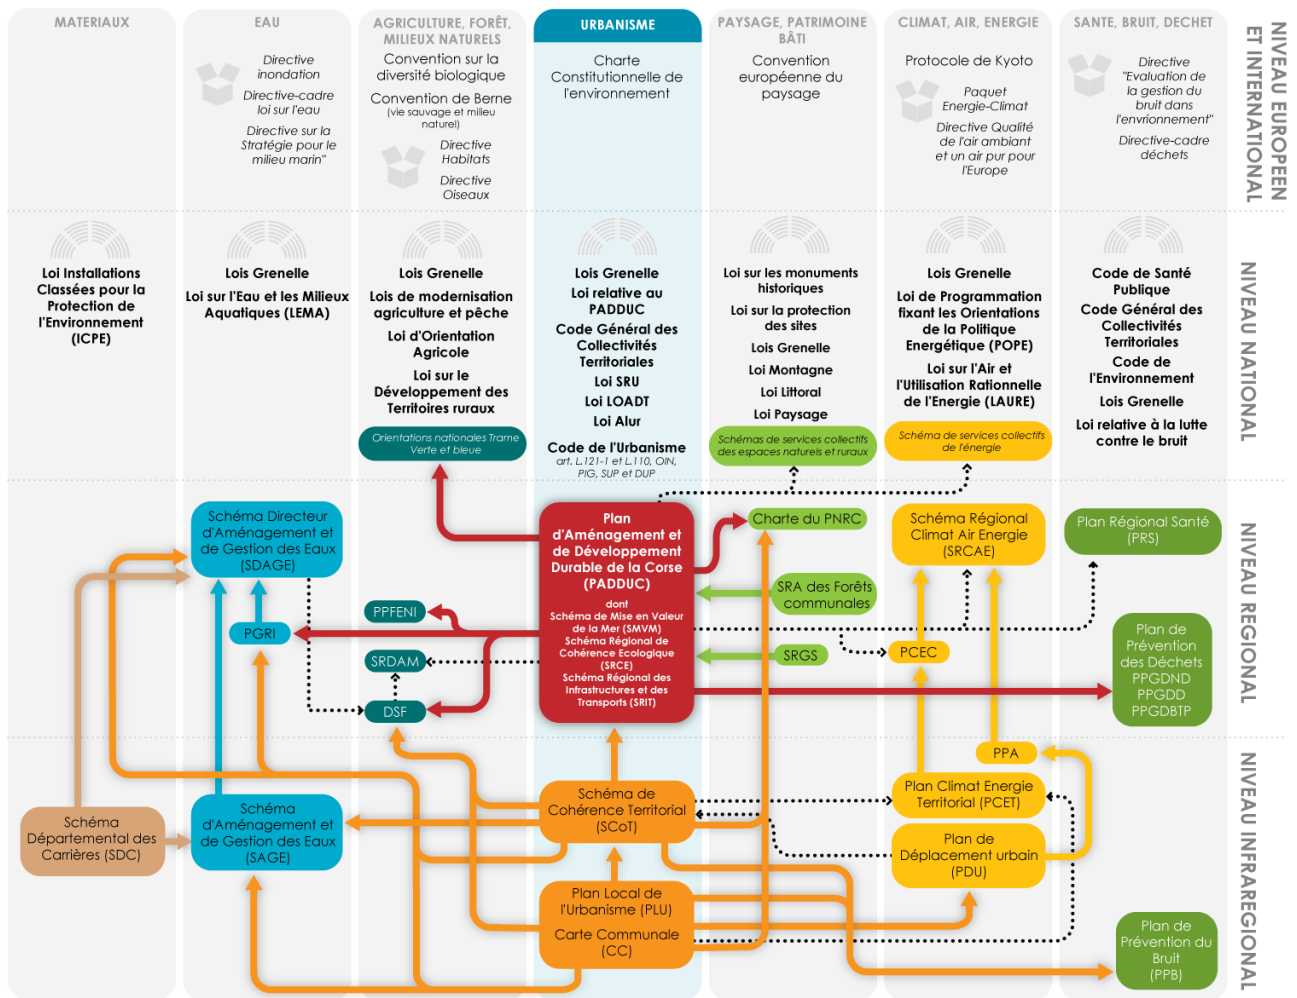 MATERIAUX
EAU
AGRICULTURE, FORÊT,
MILIEUX NATURELS
URBANISME
PAYSAGE, PATRIMOINE
BÂTI
CLIMAT, AIR, ENERGIE
SANTE, BRUIT, DECHET
NIVEAU EUROPEEN
ET INTERNATIONAL
Directive
inondation
Directive-cadre
loi sur l'eau
Directive sur la
Stratégie pour le
milieu marin"
Convention sur la
diversité biologique
Convention de Berne
(vie sauvage et milieu
naturel)
Directive
Habitats
Directive
Oiseaux
Charte
Constitutionnelle de
l'environnement
Convention
européenne du
paysage
Protocole de Kyoto
Paquet
Energie-Climat
Directive Qualité
de l'air ambiant
et un air pur pour
l'Europe
Directive
"Evaluation de
la gestion du
bruit dans
l'envrionnement"
Directive-cadre
déchets
NIVEAU NATIONAL
Loi Installations
Classées pour la
Protection de
l'Environnement
(ICPE)
Lois Grenelle
Loi sur l'Eau et les Milieux
Aquatiques (LEMA)
Lois Grenelle
Lois de modernisation
agriculture et pêche
Loi d'Orientation
Agricole
Loi sur le
Développement des
Territoires ruraux
Orientations nationales Trame
Verte et bleue
Lois Grenelle
Loi relative au
PADDUC
Code Général des
Collectivités
Territoriales
Loi SRU
Loi LOADT
Loi Alur
Code de l'Urbanisme
art. L.121-1 et L.110, OIN,
PIG, SUP et DUP
Loi sur les monuments
historiques
Loi sur la protection
des sites
Lois Grenelle
Loi Montagne
Loi Littoral
Loi Paysage
Schémas de services collectifs
des espaces naturels et ruraux
Lois Grenelle
Loi de Programmation
fixant les Orientations
de la Politique
Energétique (POPE)
Loi sur l'Air et
l'Utilisation Rationnelle
de l'Energie (LAURE)
Schéma de services collectifs
de l'énergie
Code de Santé
Publique
Code Général des
Collectivités
Territoriales
Code de
l'Environnement
Lois Grenelle
Loi relative à la lutte
contre le bruit
NIVEAU REGIONAL
Schéma Directeur
d'Aménagement et
de Gestion des Eaux
(SDAGE)
PGRI
PPFENI
SRDAM
DSF
Plan
d'Aménagement et
de Développement
Durable de la Corse
(PADDUC)
dont
Schéma de Mise en Valeur
de la Mer (SMVM)
Schéma Régional de
Cohérence Ecologique
(SRCE)
Schéma Régional des
Infrastructures et des
Transports (SRIT)
Charte du PNRC
SRA des Forêts
communales
SRGS
Schéma Régional
Climat Air Energie
(SRCAE)
PCEC
Plan Régional Santé
(PRS)
Plan de
Prévention
des Déchets
PPGDND
PPGDD
PPGDBTP
NIVEAU INFRAREGIONAL
Schéma
Départemental des
Carrières (SDC)
Schéma
d'Aménagement et
de Gestion des Eaux
(SAGE)
Schéma de
Cohérence Territorial
(SCoT)
Plan Local de
l'Urbanisme (PLU)
Carte Communale
(CC)
PPA
Plan Climat Energie
Territorial (PCET)
Plan de
Déplacement urbain
(PDU)
Plan de
Prévention du
Bruit
(PPB)